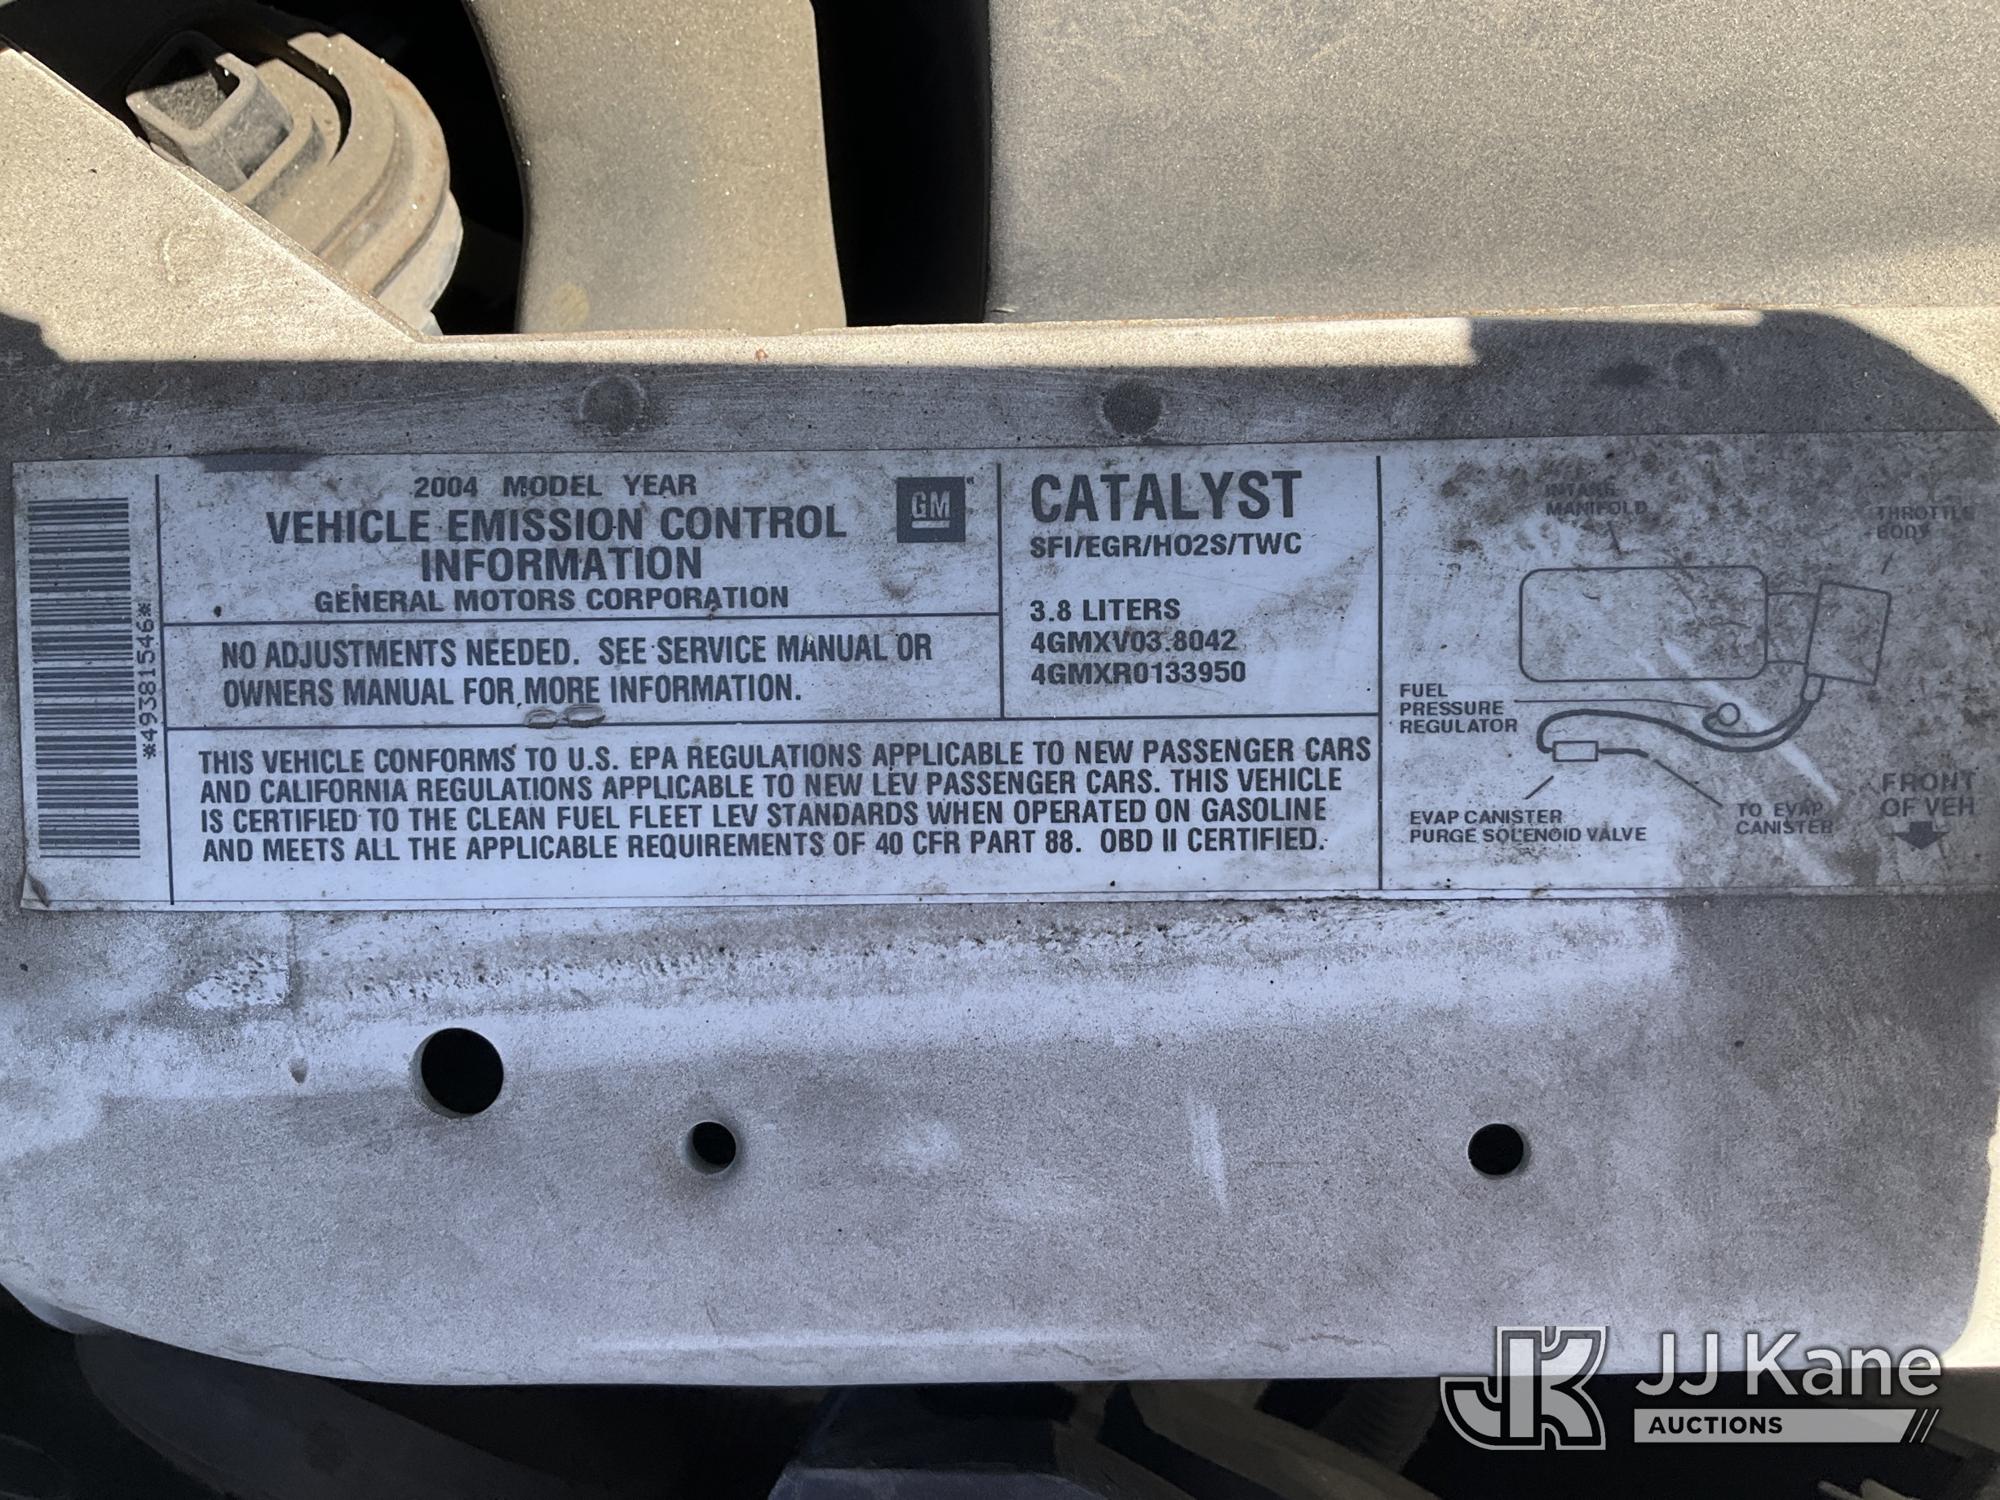 *49381546*
2004 MODEL YEAR
VEHICLE EMISSION CONTROL
INFORMATION
GENERAL MOTORS CORPORATION
GM
NO ADJUSTMENTS NEEDED. SEE SERVICE MANUAL OR
OWNERS MANUAL FOR MORE INFORMATION.
CATALYST
SFI/EGR/HO2S/TWC
3.8 LITERS
4GMXV03.8042
4GMXR0133950
THIS VEHICLE CONFORMS TO U.S. EPA REGULATIONS APPLICABLE TO NEW PASSENGER CARS
AND CALIFORNIA REGULATIONS APPLICABLE TO NEW LEV PASSENGER CARS. THIS VEHICLE
IS CERTIFIED TO THE CLEAN FUEL FLEET LEV STANDARDS WHEN OPERATED ON GASOLINE
AND MEETS ALL THE APPLICABLE REQUIREMENTS OF 40 CFR PART 88. OBD II CERTIFIED.
INTAKE
MANIFOLD
THROTTLE
BODY
FUEL
PRESSURE
REGULATOR
EVAP CANISTER
PURGE SOLENOID VALVE
TO EVAP
CANISTER
FRONT
OF VEH
JK JJ Kane
AUCTIONS